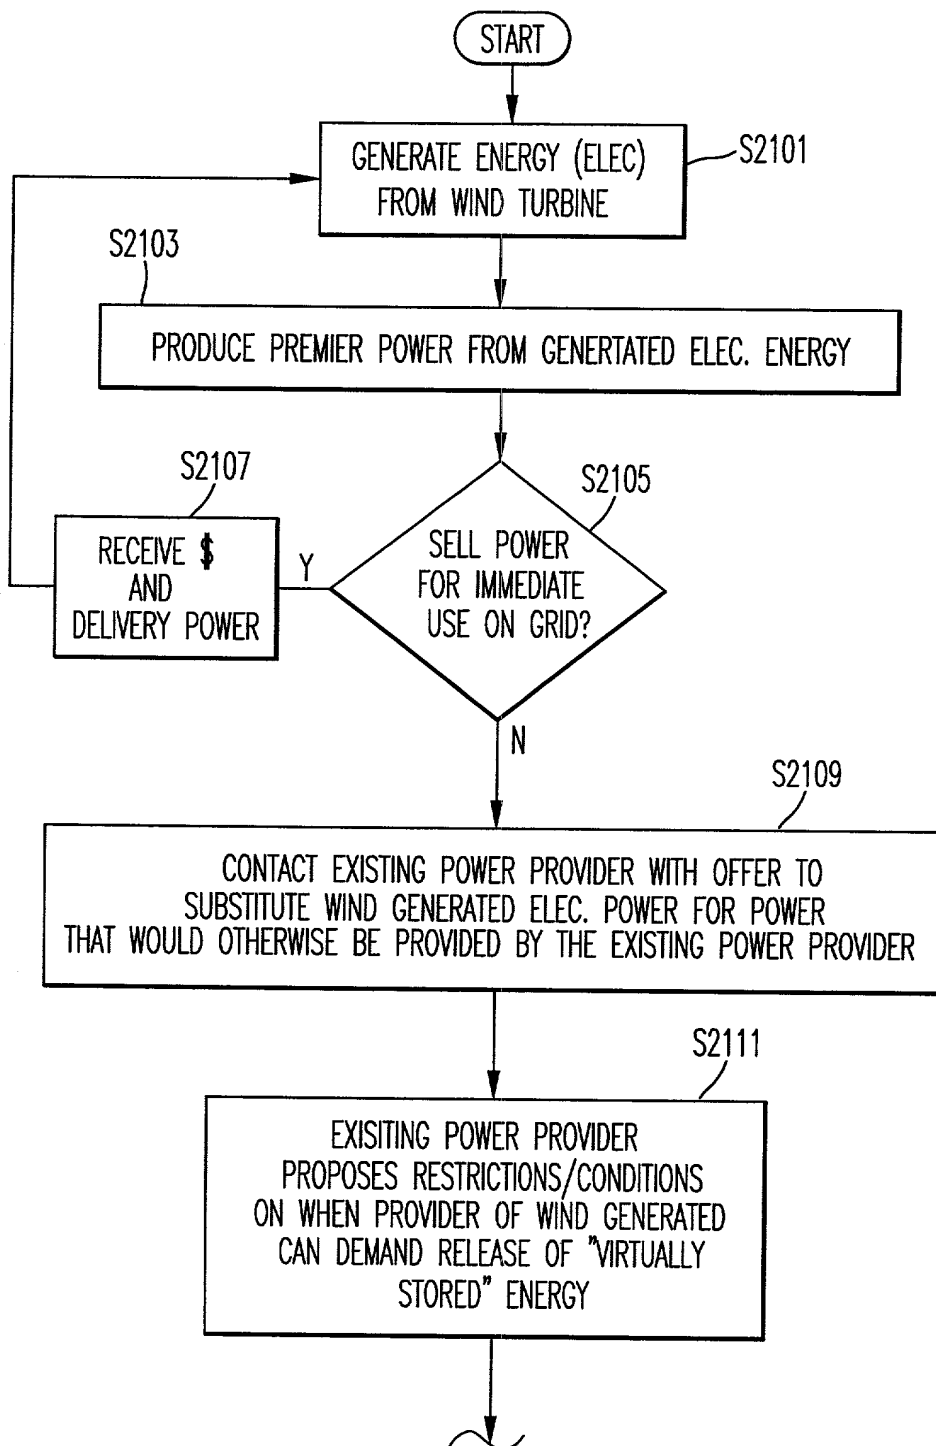 START
GENERATE ENERGY (ELEC)
FROM WIND TURBINE
S2101
S2103
PRODUCE PREMIER POWER FROM GENERTATED ELEC. ENERGY
S2107
RECEIVE $
AND
DELIVERY POWER
Y
S2105
SELL POWER
FOR IMMEDIATE
USE ON GRID?
N
S2109
CONTACT EXISTING POWER PROVIDER WITH OFFER TO
SUBSTITUTE WIND GENERATED ELEC. POWER FOR POWER
THAT WOULD OTHERWISE BE PROVIDED BY THE EXISTING POWER PROVIDER
S2111
EXISITING POWER PROVIDER
PROPOSES RESTRICTIONS/CONDITIONS
ON WHEN PROVIDER OF WIND GENERATED
CAN DEMAND RELEASE OF "VIRTUALLY
STORED" ENERGY